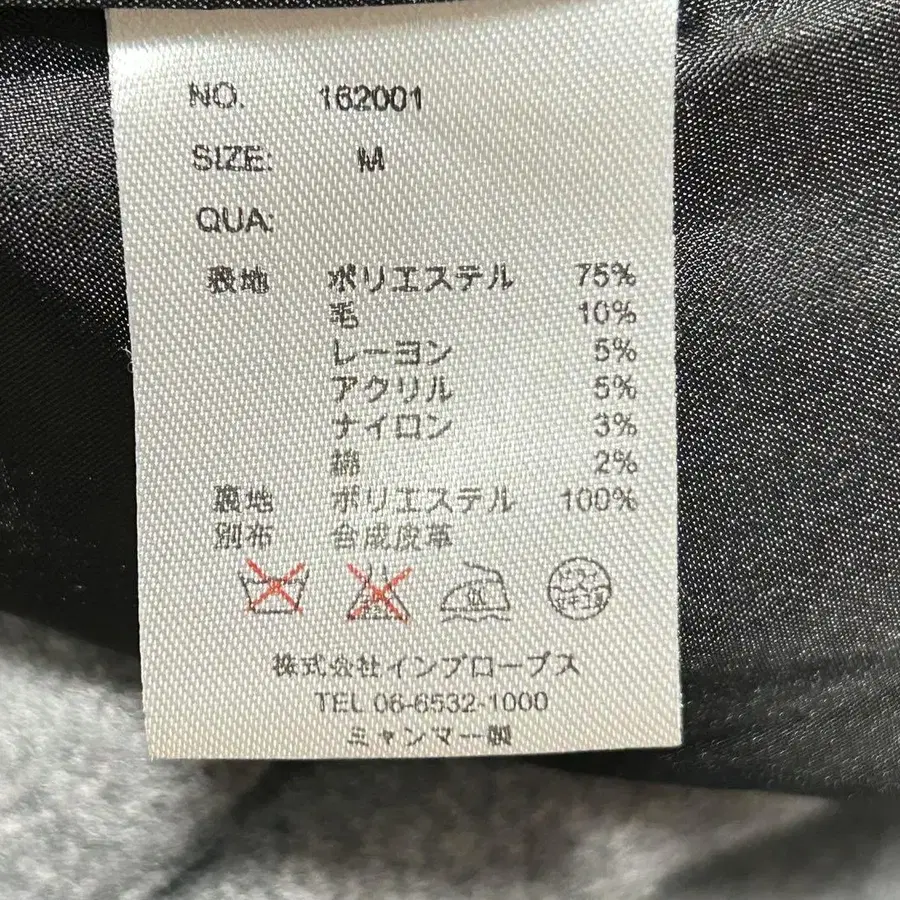 NO. 162001
SIZE: M
QUA:
表地 ポリエステル 75%
毛 10%
レーヨン 5%
アクリル 5%
ナイロン 3%
綿 2%
裏地 ポリエステル 100%
別布 合成皮革
株式会社インプローブス
TEL 06-6532-1000
ミャンマー製